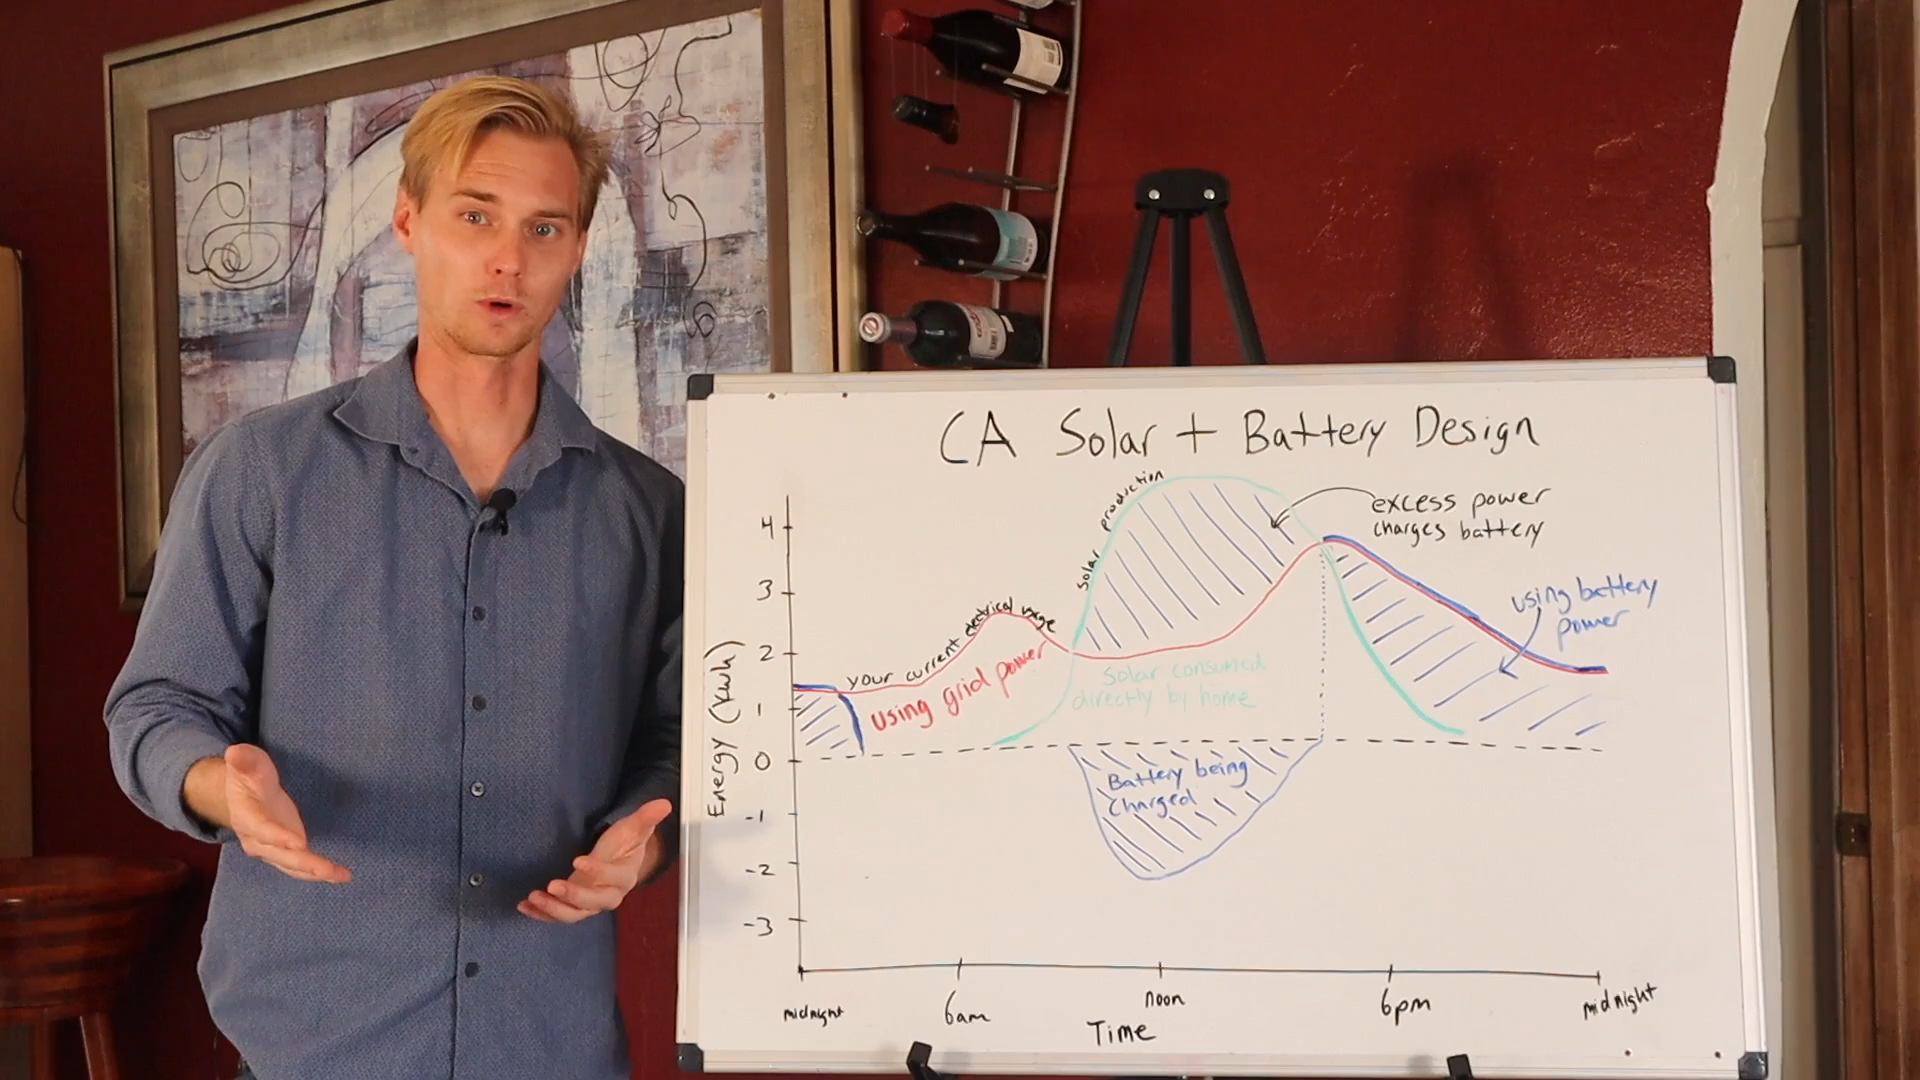 CA Solar + Battery Design
solar production
excess power
charges battery
4
3
2
1
0
-1
-2
-3
Energy (kwh)
your current electrical usage
using grid power
Solar consumed
directly by home
using battery
power
Battery being
Charged
midnight
6am
noon
6pm
midnight
Time